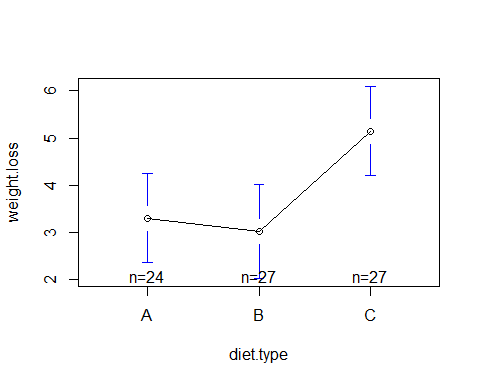 weight.loss
6
5
4
3
2
n=24 n=27 n=27
A B C
diet.type